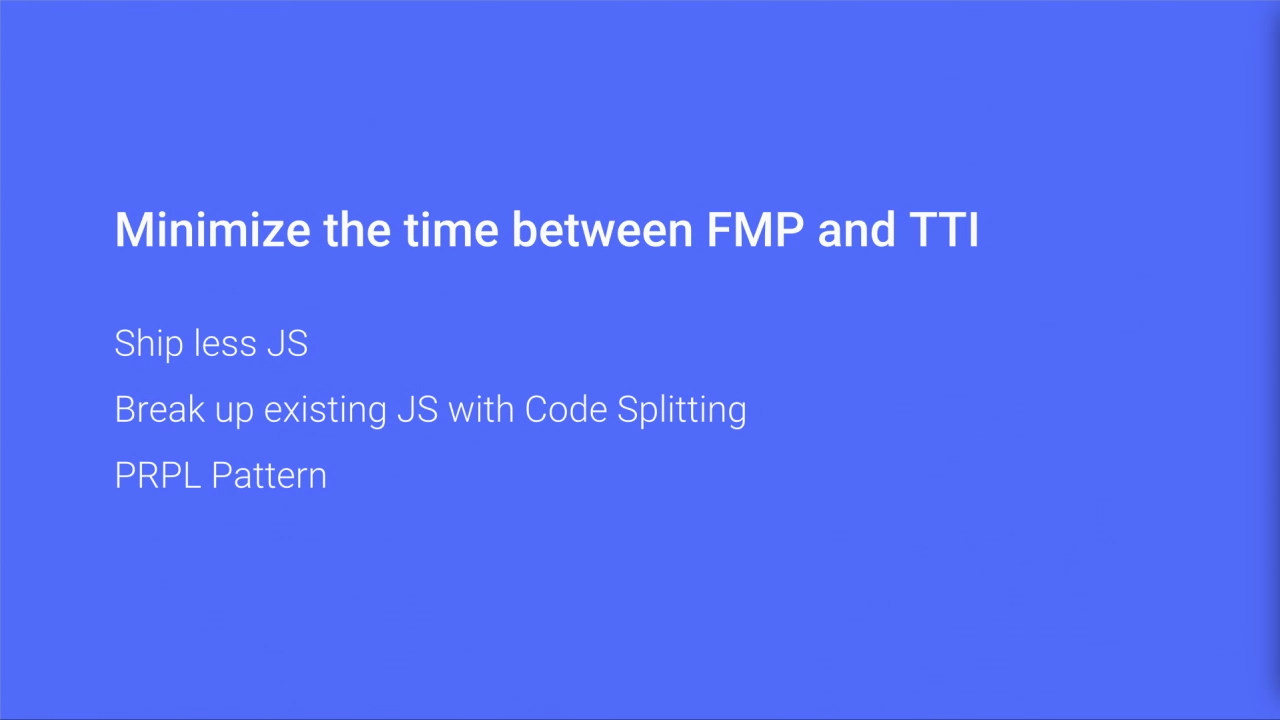 Minimize the time between FMP and TTI
Ship less JS
Break up existing JS with Code Splitting
PRPL Pattern